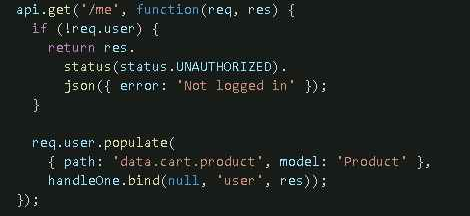 api.get('/me', function(req, res) {
  if (!req.user) {
    return res.
      status(status.UNAUTHORIZED).
      json({ error: 'Not logged in' });
  }

  req.user.populate(
    { path: 'data.cart.product', model: 'Product' },
    handleOne.bind(null, 'user', res));
});